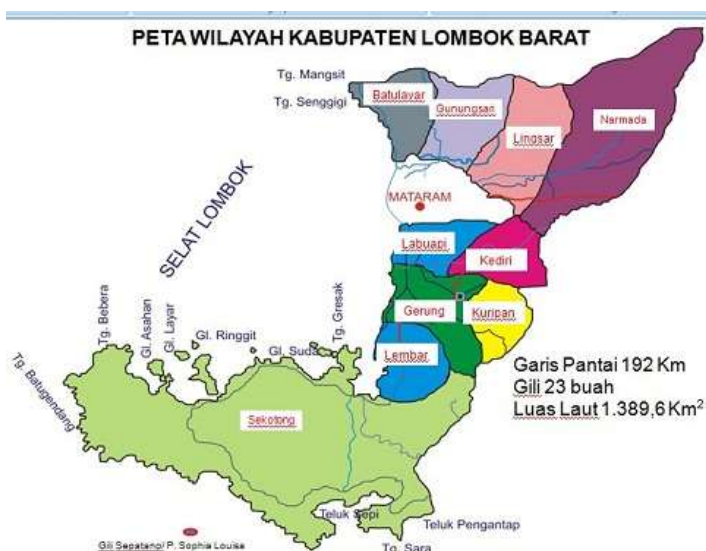 PETA WILAYAH KABUPATEN LOMBOK BARAT
Tg. Mangsit
Tg. Senggigi
Batulayar
Gunungsari
Lingsar
Narmada
MATARAM
SELAT LOMBOK
Labuapi
Kediri
Gerung
Kuripan
Lembar
Tg. Bebera
Gl. Asahan
Gl. Layar
Gl. Ringgit
Gl. Suda
Tg. Gresak
Tg. Batugendang
Sekotong
Garis Pantai 192 Km
Gili 23 buah
Luas Laut 1.389,6 Km²
Teluk Sepi
Teluk Pengantap
Tg. Sara
Gili Sepatang/ P. Sophia Louisa